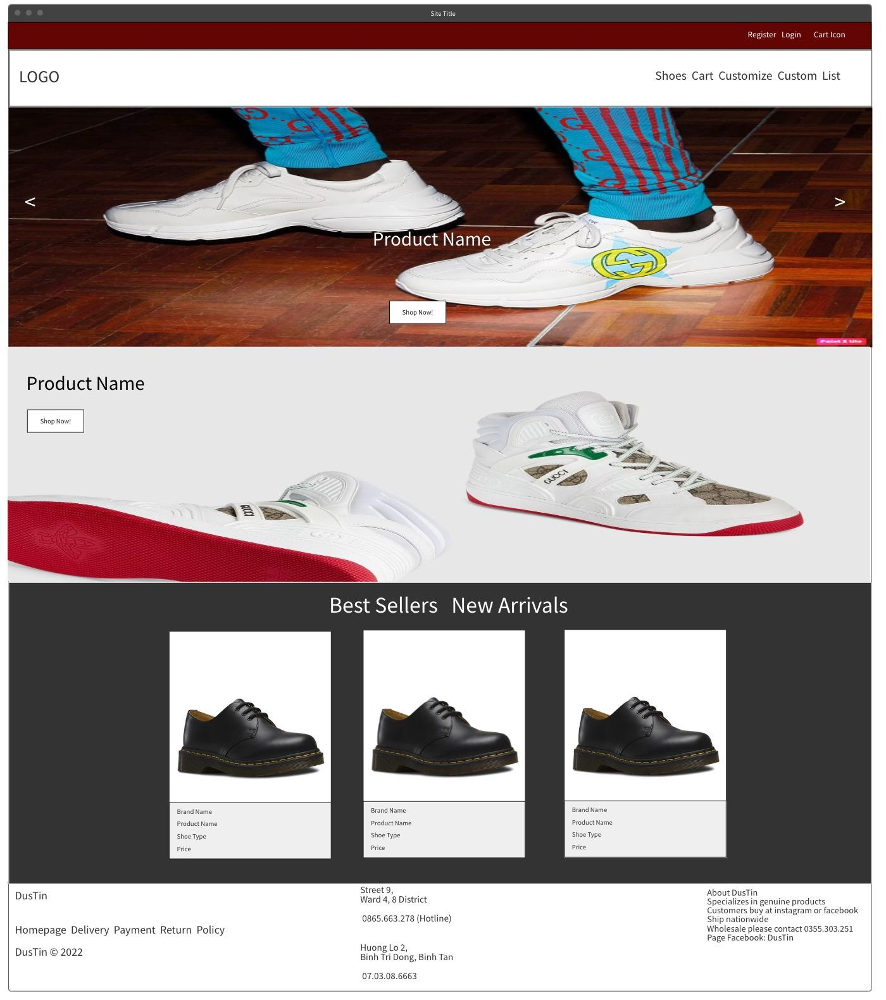 Site Title
Register Login Cart Icon
LOGO
Shoes Cart Customize Custom List
< >
Product Name
Shop Now!
Paint X Lite
Product Name
Shop Now!
GUCCI
GUCCI
Best Sellers New Arrivals
Brand Name
Product Name
Shoe Type
Price
Brand Name
Product Name
Shoe Type
Price
Brand Name
Product Name
Shoe Type
Price
DusTin
Homepage Delivery Payment Return Policy
DusTin © 2022
Street 9,
Ward 4, 8 District
0865.663.278 (Hotline)
Huong Lo 2,
Binh Tri Dong, Binh Tan
07.03.08.6663
About DusTin
Specializes in genuine products
Customers buy at instagram or facebook
Ship nationwide
Wholesale please contact 0355.303.251
Page Facebook: DusTin